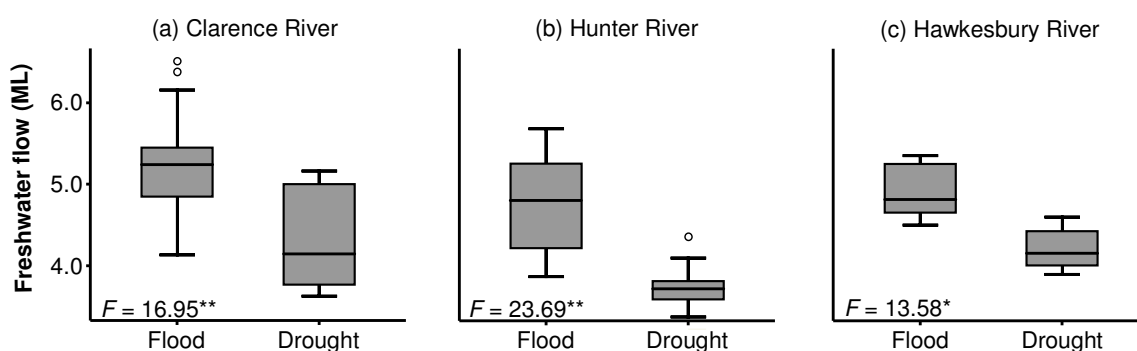 (a) Clarence River
(b) Hunter River
(c) Hawkesbury River
Freshwater flow (ML)
6.0
5.0
4.0
F = 16.95**
F = 23.69**
F = 13.58*
Flood
Drought
Flood
Drought
Flood
Drought